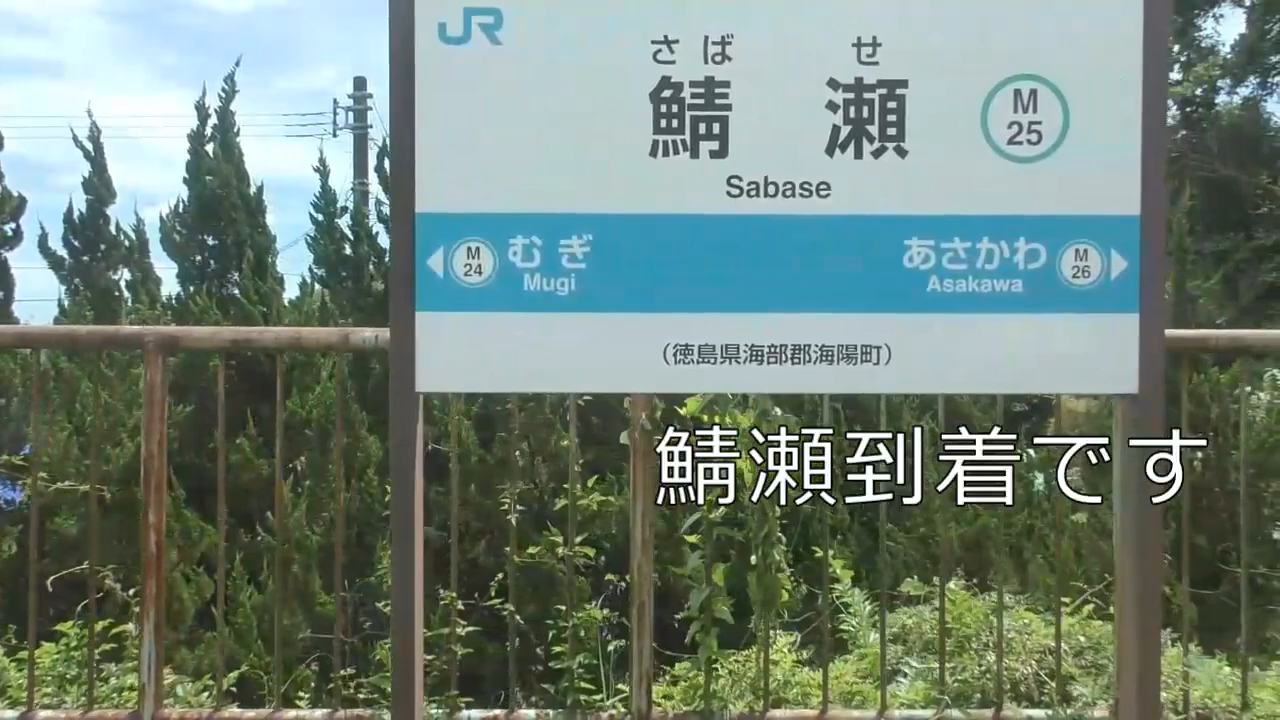 JR
さばせ
鯖瀬
M
25
Sabase
M
24
むぎ
Mugi
あさかわ
Asakawa
M
26
（徳島県海部郡海陽町）
鯖瀬到着です